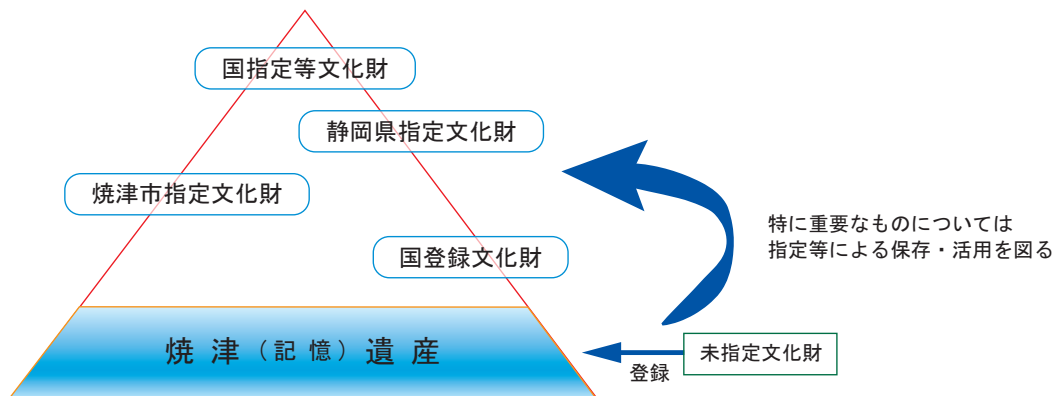 国指定等文化財
静岡県指定文化財
焼津市指定文化財
国登録文化財
焼津（記憶）遺産
特に重要なものについては
指定等による保存・活用を図る
未指定文化財
登録